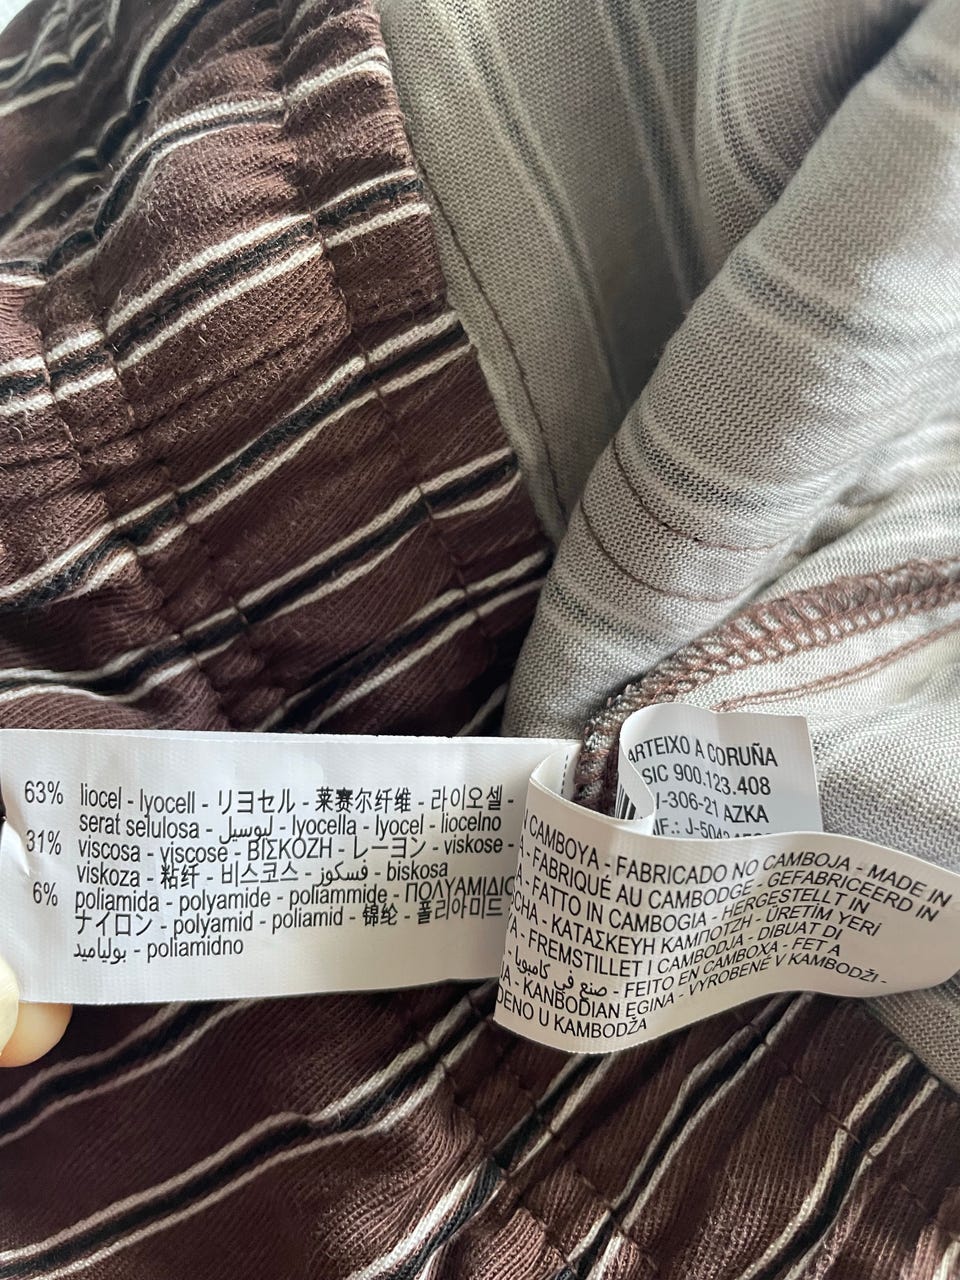 63% liocel - lyocell - リヨセル - 莱赛尔纤维 - 라이오셀 -
serat selulosa - ليوسيل - lyocella - lyocel - liocelno
31% viscosa - viscose - ΒΙΣΚΟΖΗ - レーヨン - viskose -
viskoza - 粘纤 - 비스코스 - فسكوز - biskosa
6% poliamida - polyamide - poliammide - ΠΟΛΥΑΜΙΔΙΟ
ナイロン - polyamid - poliamid - 锦纶 - 폴리아미드
بولياميد - poliamidno
ARTEIXO A CORUÑA
SIC 900.123.408
-306-21 AZKA
CAMBOYA - FABRICADO NO CAMBOJA - MADE IN
- FABRIQUÉ AU CAMBODGE - GEFABRICEERD IN
- FATTO IN CAMBOGIA - HERGESTELLT IN
- ΚΑΤΑΣΚΕΥΗ ΚΑΜΠΟΤΖΗ - ÜRETİM YERİ
- FREMSTILLET I CAMBODJA - DIBUAT DI
- صنع في كامبوديا - FEITO EN CAMBOXA - FET A
- KANBODIAN EGINA - VYROBENÉ V KAMBODŽI -
U KAMBODŽA